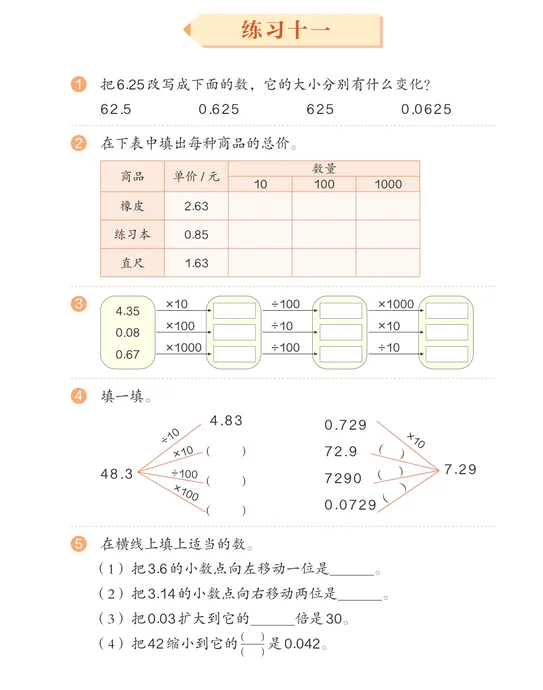 练习十一
1 把6.25改写成下面的数，它的大小分别有什么变化？
62.5 0.625 625 0.0625
2 在下表中填出每种商品的总价。
商品 单价/元 数量
10 100 1000
橡皮 2.63
练习本 0.85
直尺 1.63
3
4.35 ×10 ÷100 ×1000
0.08 ×100 ÷10 ×10
0.67 ×1000 ÷100 ÷10
4 填一填。
48.3
÷10 4.83
×10 ( )
÷100 ( )
×100 ( )
0.729 ×10
72.9 ( )
7290 ( )
0.0729 ( )
7.29
5 在横线上填上适当的数。
（1）把3.6的小数点向左移动一位是______。
（2）把3.14的小数点向右移动两位是______。
（3）把0.03扩大到它的______倍是30。
（4）把42缩小到它的( )/( )是0.042。